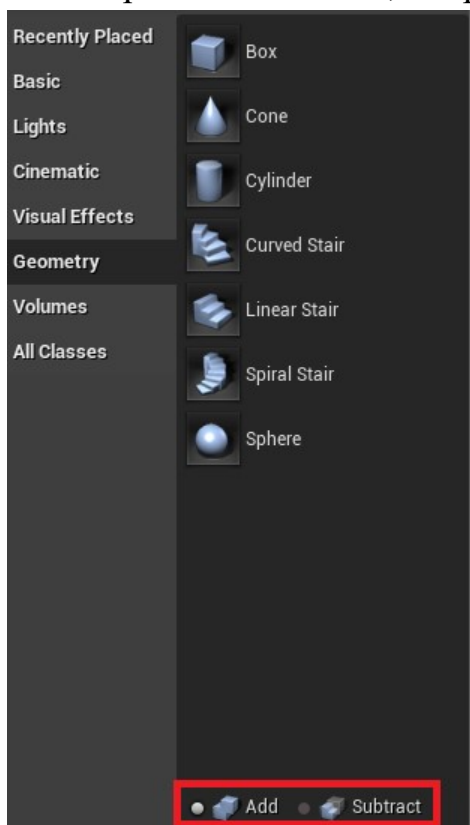 Recently Placed
Basic
Lights
Cinematic
Visual Effects
Geometry
Volumes
All Classes
Box
Cone
Cylinder
Curved Stair
Linear Stair
Spiral Stair
Sphere
Add
Subtract